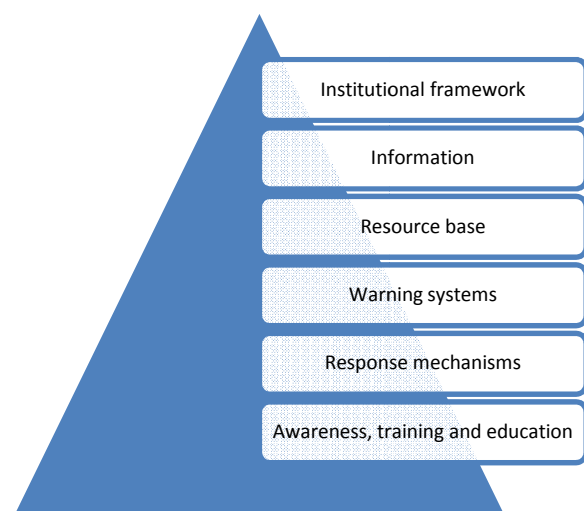 Institutional framework
Information
Resource base
Warning systems
Response mechanisms
Awareness, training and education